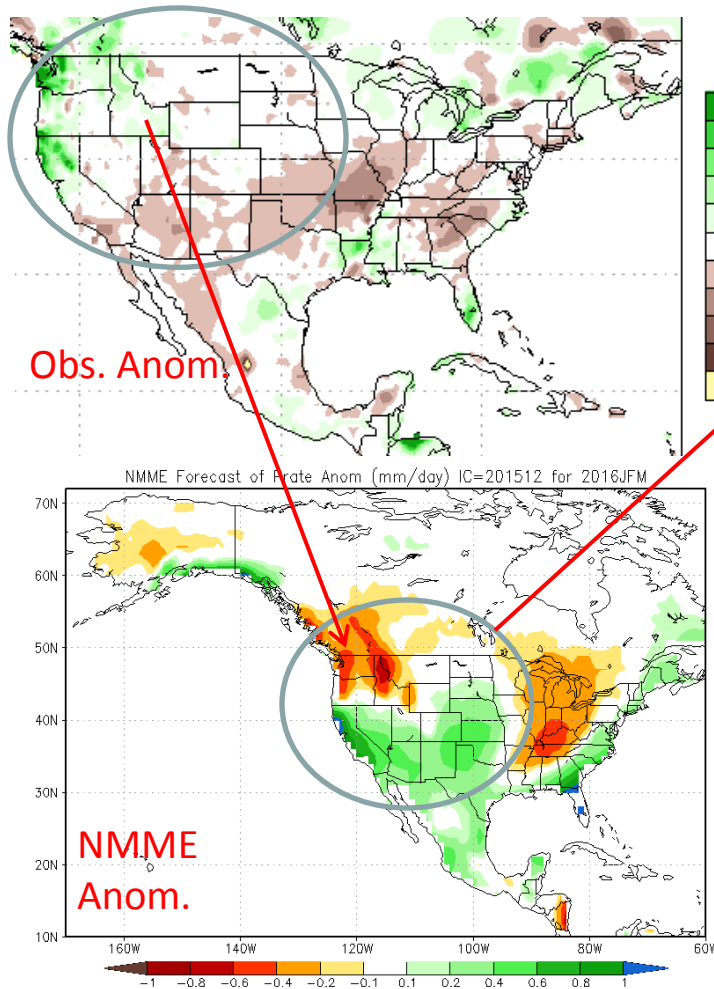 Obs. Anom.
NMME Forecast of Prate Anom (mm/day) IC=201512 for 2016JFM
70N
60N
50N
40N
30N
20N
10N
NMME
Anom.
160W 140W 120W 100W 80W 60W
-1 -0.8 -0.6 -0.4 -0.2 -0.1 0.1 0.2 0.4 0.6 0.8 1